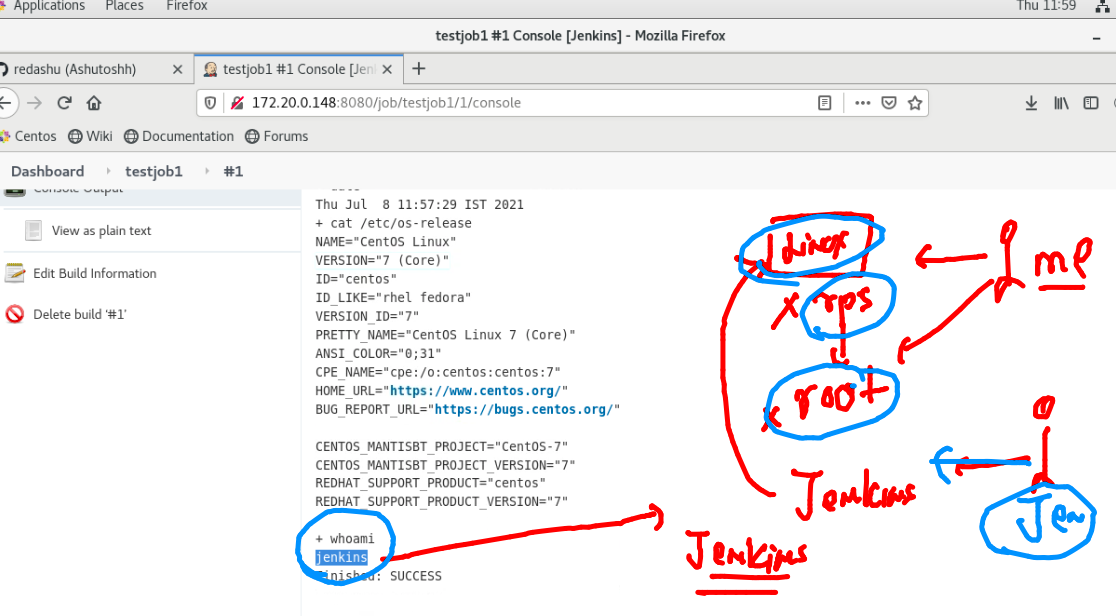 Applications Places Firefox Thu 11:59
testjob1 #1 Console [Jenkins] - Mozilla Firefox
redashu (Ashutoshh) testjob1 #1 Console [Jen
172.20.0.148:8080/job/testjob1/1/console
Centos Wiki Documentation Forums
Dashboard testjob1 #1
Console Output
View as plain text
Edit Build Information
Delete build '#1'
+ date
Thu Jul  8 11:57:29 IST 2021
+ cat /etc/os-release
NAME="CentOS Linux"
VERSION="7 (Core)"
ID="centos"
ID_LIKE="rhel fedora"
VERSION_ID="7"
PRETTY_NAME="CentOS Linux 7 (Core)"
ANSI_COLOR="0;31"
CPE_NAME="cpe:/o:centos:centos:7"
HOME_URL="https://www.centos.org/"
BUG_REPORT_URL="https://bugs.centos.org/"
CENTOS_MANTISBT_PROJECT="CentOS-7"
CENTOS_MANTISBT_PROJECT_VERSION="7"
REDHAT_SUPPORT_PRODUCT="centos"
REDHAT_SUPPORT_PRODUCT_VERSION="7"
+ whoami
jenkins
Finished: SUCCESS
Linux
me
x rps
x root
Jenkins
Jen
Jenkins